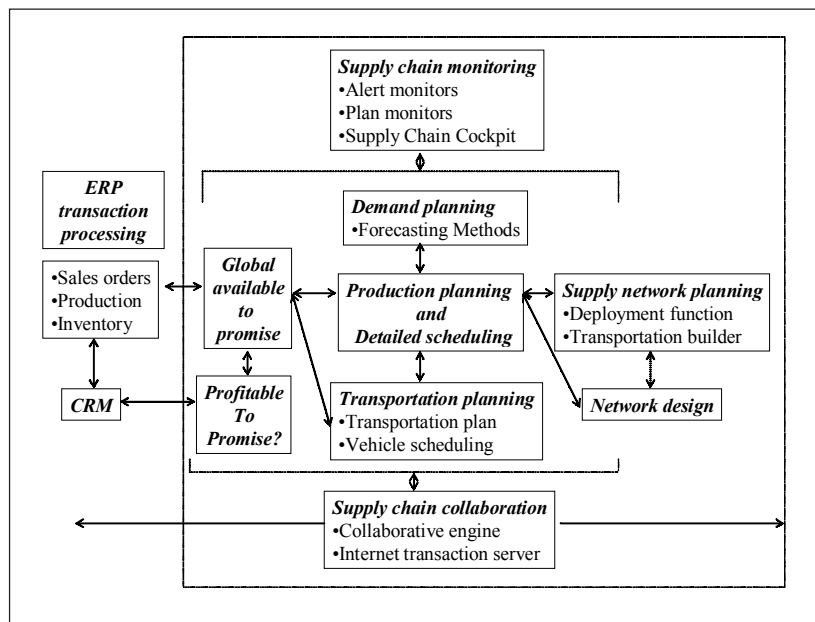 Supply chain monitoring
•Alert monitors
•Plan monitors
•Supply Chain Cockpit
ERP
transaction
processing
•Sales orders
•Production
•Inventory
CRM
Demand planning
•Forecasting Methods
Global
available
to
promise
Production planning
and
Detailed scheduling
Supply network planning
•Deployment function
•Transportation builder
Profitable
To
Promise?
Transportation planning
•Transportation plan
•Vehicle scheduling
Network design
Supply chain collaboration
•Collaborative engine
•Internet transaction server